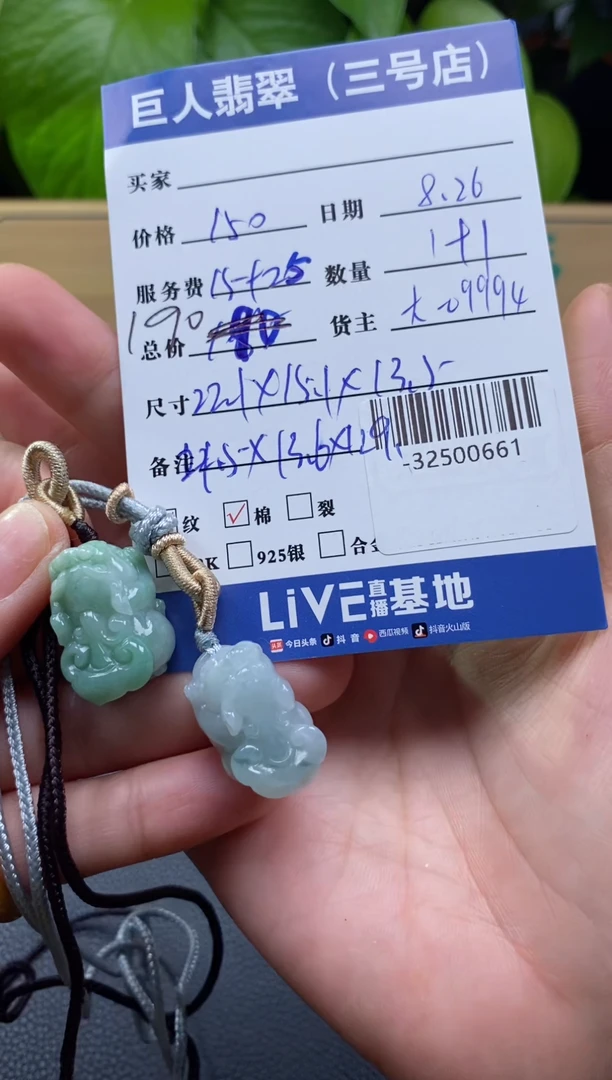 巨人翡翠（三号店）
买家
价格 150 日期 8.26
服务费 15+25 数量 1+1
190
总价 货主
尺寸 22.1X15.1X13.5
备注
-32500661
纹 ☑棉 □裂
K □925银 □合金
LiVE直播基地
今日头条 抖音 西瓜视频 抖音火山版